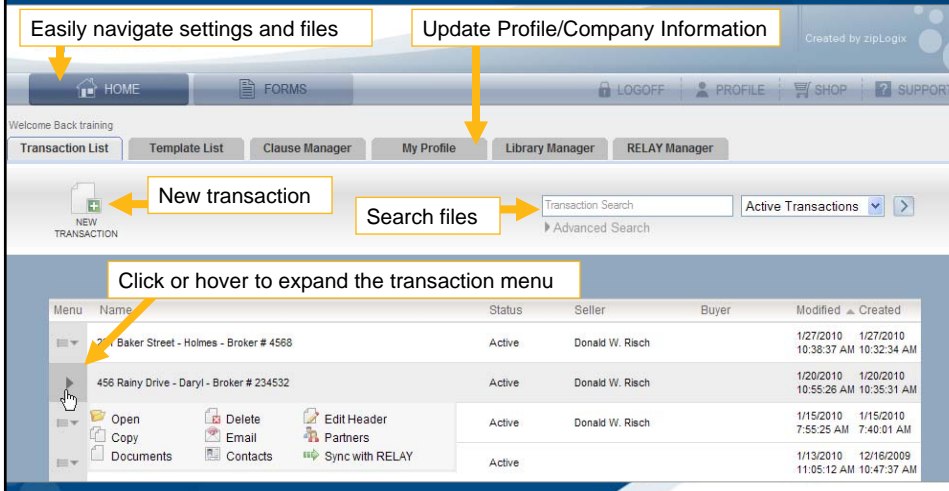 Easily navigate settings and files
Update Profile/Company Information
Created by zipLogix
HOME
FORMS
LOGOFF
PROFILE
SHOP
SUPPORT
Welcome Back training
Transaction List
Template List
Clause Manager
My Profile
Library Manager
RELAY Manager
NEW
TRANSACTION
New transaction
Search files
Transaction Search
Active Transactions
Advanced Search
Click or hover to expand the transaction menu
Menu Name Status Seller Buyer Modified Created
Baker Street - Holmes - Broker # 4568 Active Donald W. Risch 1/27/2010 1/27/2010
10:38:37 AM 10:32:34 AM
456 Rainy Drive - Daryl - Broker # 234532 Active Donald W. Risch 1/20/2010 1/20/2010
10:55:26 AM 10:35:31 AM
Open Delete Edit Header
Copy Email Partners
Documents Contacts Sync with RELAY
Active Donald W. Risch 1/15/2010 1/15/2010
7:55:25 AM 7:40:01 AM
Active 1/13/2010 12/16/2009
11:05:12 AM 10:47:37 AM